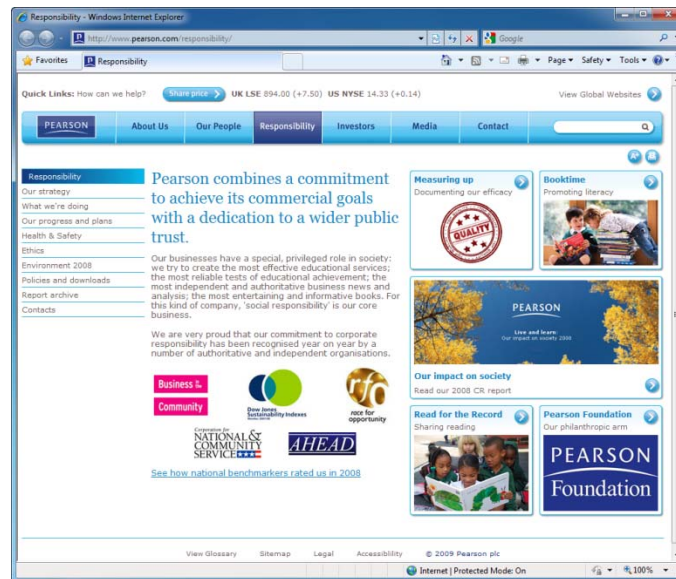 Responsibility - Windows Internet Explorer
http://www.pearson.com/responsibility/
Google
Favorites
Responsibility
Page
Safety
Tools
Quick Links: How can we help?
Share price
UK LSE 894.00 (+7.50) US NYSE 14.33 (+0.14)
View Global Websites
PEARSON
About Us
Our People
Responsibility
Investors
Media
Contact
Responsibility
Our strategy
What we're doing
Our progress and plans
Health & Safety
Ethics
Environment 2008
Policies and downloads
Report archive
Contacts
Pearson combines a commitment
to achieve its commercial goals
with a dedication to a wider public
trust.
Our businesses have a special, privileged role in society:
we try to create the most effective educational services;
the most reliable tests of educational achievement; the
most independent and authoritative business news and
analysis; the most entertaining and informative books. For
this kind of company, 'social responsibility' is our core
business.
We are very proud that our commitment to corporate
responsibility has been recognised year on year by a
number of authoritative and independent organisations.
Business in the
Community
Dow Jones
Sustainability Indexes
rfo
race for
opportunity
Corporation for
NATIONAL &
COMMUNITY
SERVICE
AHEAD
See how national benchmarkers rated us in 2008
Measuring up
Documenting our efficacy
QUALITY
Booktime
Promoting literacy
PEARSON
Live and learn:
Our impact on society 2008
Our impact on society
Read our 2008 CR report
Read for the Record
Sharing reading
Pearson Foundation
Our philanthropic arm
PEARSON
Foundation
View Glossary
Sitemap
Legal
Accessibility
© 2009 Pearson plc
Internet | Protected Mode: On
100%